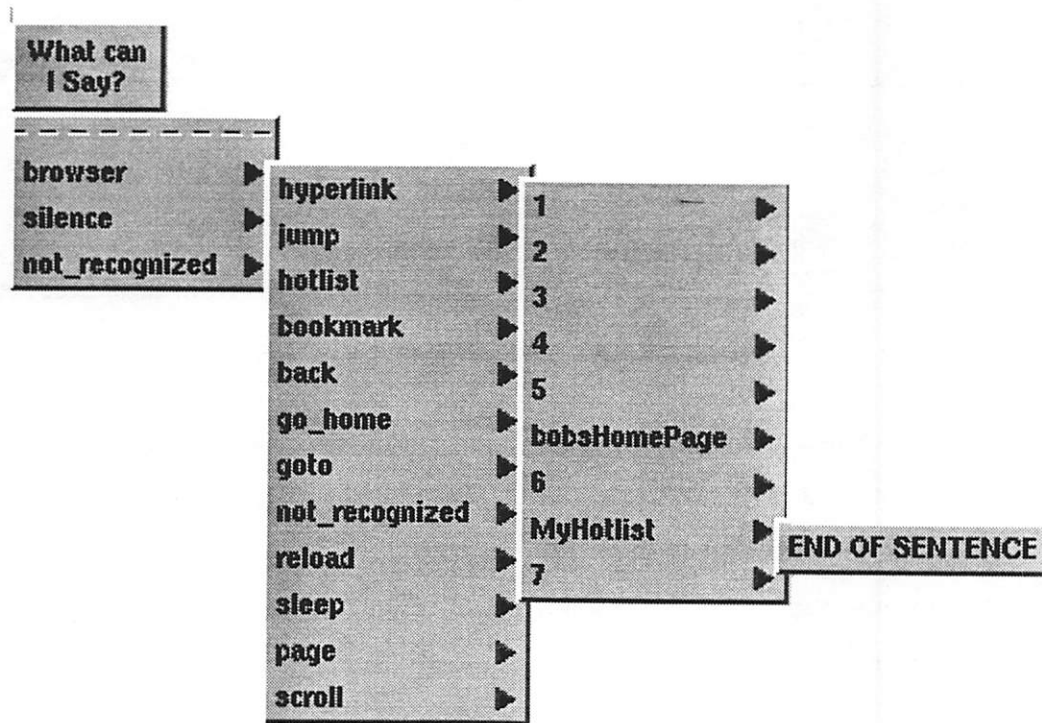 What can
I Say?
browser
silence
not_recognized
hyperlink
jump
hotlist
bookmark
back
go_home
goto
not_recognized
reload
sleep
page
scroll
1
2
3
4
5
bobsHomePage
6
MyHotlist
7
END OF SENTENCE